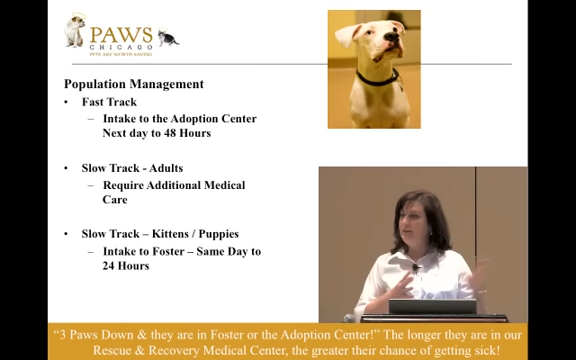 PAWS
CHICAGO
PETS ARE WORTH SAVING
Population Management
• Fast Track
– Intake to the Adoption Center
Next day to 48 Hours
• Slow Track - Adults
– Require Additional Medical
Care
• Slow Track – Kittens / Puppies
– Intake to Foster – Same Day to
24 Hours
“3 Paws Down & they are in Foster or the Adoption Center!” The longer they are in our
Rescue & Recovery Medical Center, the greater their chance of getting sick!